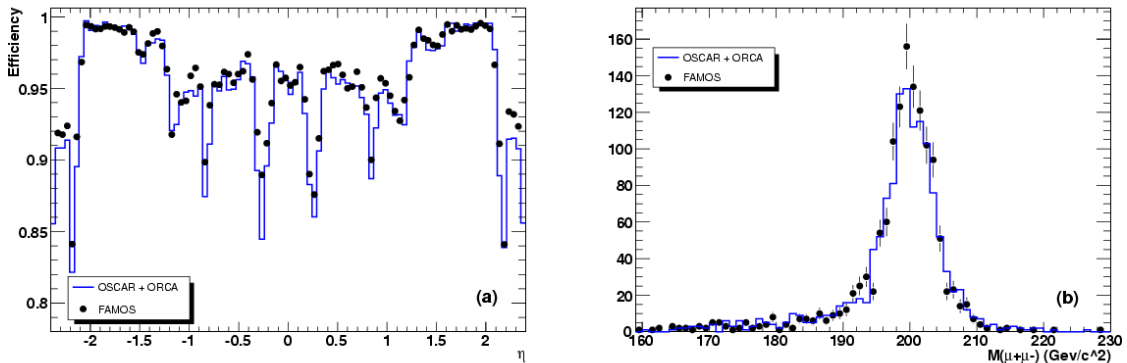 Efficiency
1
0.95
0.9
0.85
0.8
OSCAR + ORCA
FAMOS
(a)
-2 -1.5 -1 -0.5 0 0.5 1 1.5 2
η
160
140
120
100
80
60
40
20
0
OSCAR + ORCA
FAMOS
(b)
160 170 180 190 200 210 220 230
M(μ+μ-) (Gev/c^2)